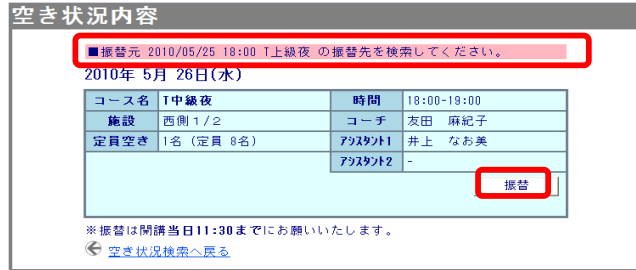 空き状況内容
■振替元 2010/05/25 18:00 T上級夜 の振替先を検索してください。
2010年 5月 26日(水)
コース名 T中級夜 時間 18:00-19:00
施設 西側1/2 コーチ 友田 麻紀子
定員空き 1名 (定員 8名) ｱｼｽﾀﾝﾄ1 井上 なお美
ｱｼｽﾀﾝﾄ2 -
振替
※振替は開講当日11:30までにお願いいたします。
空き状況検索へ戻る